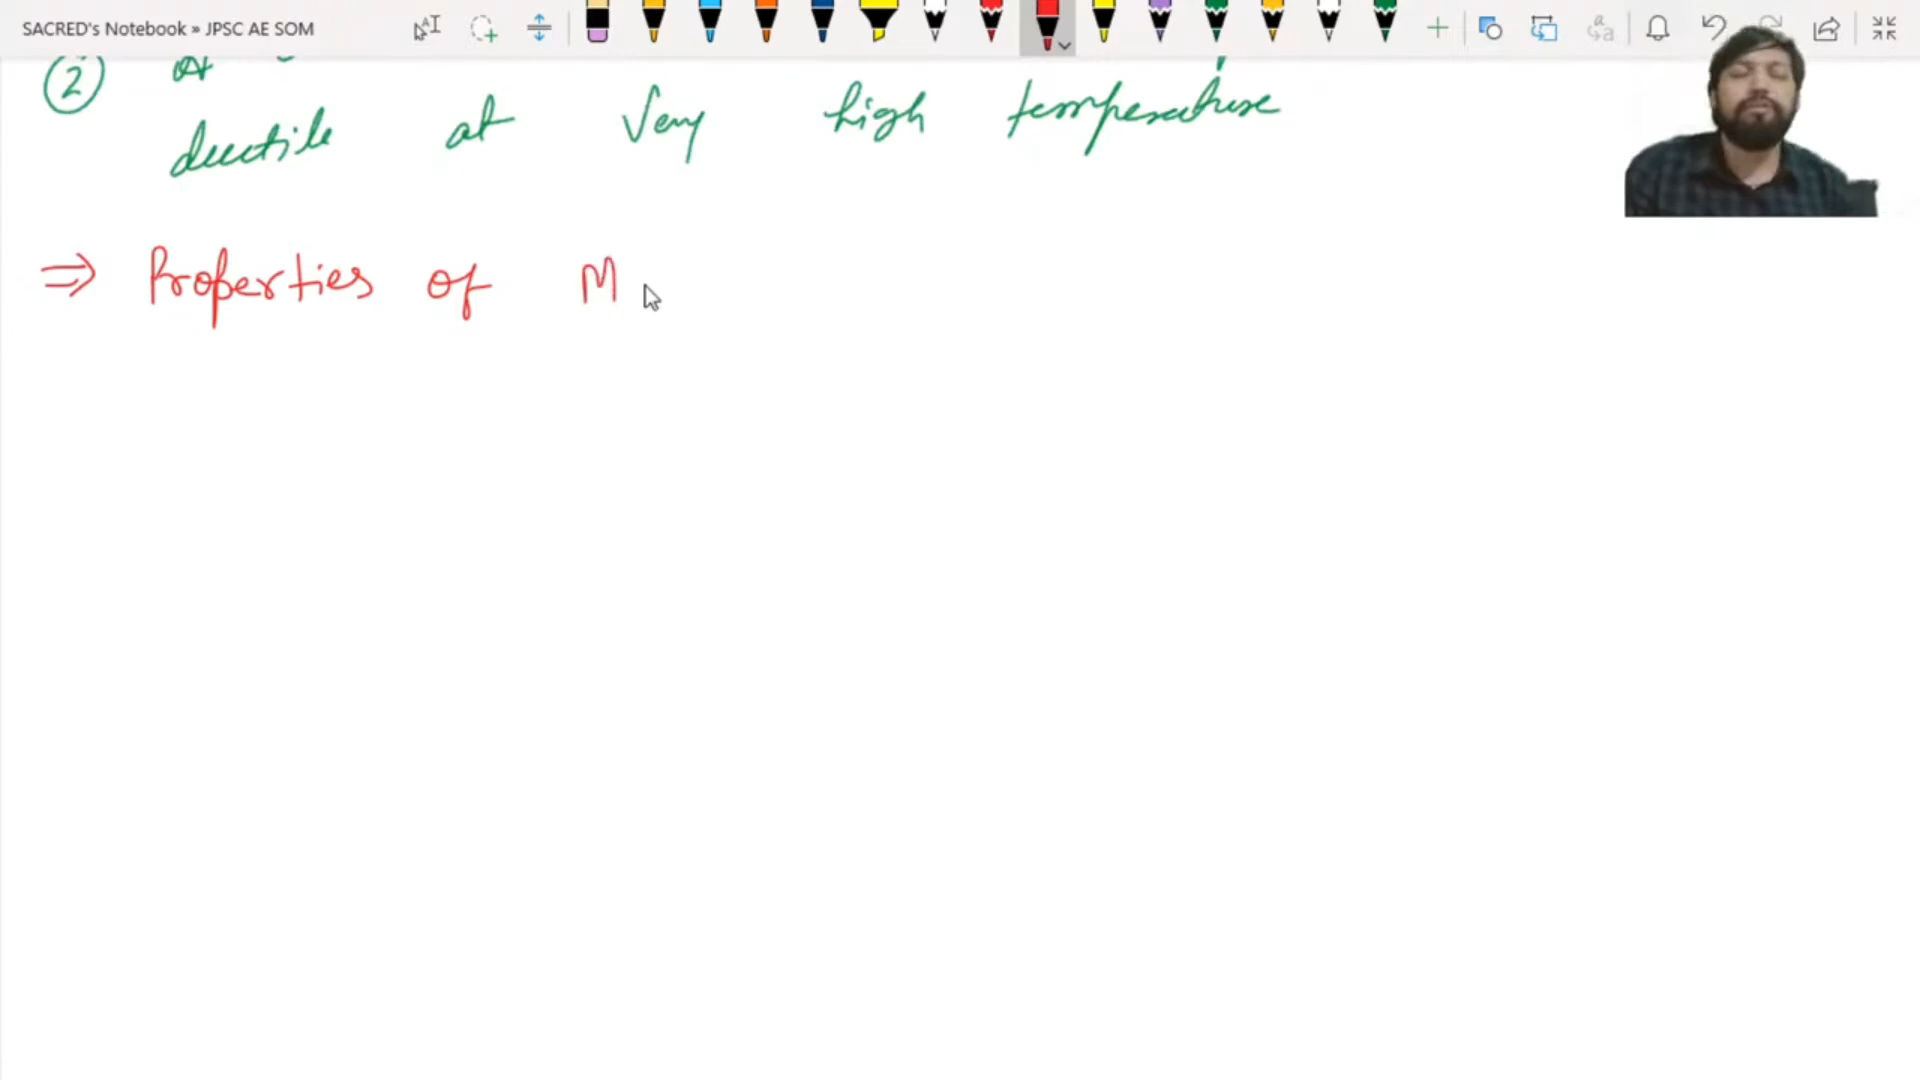 SACRED's Notebook » JPSC AE SOM
②
ductile at very high temperature
⇒ Properties of M